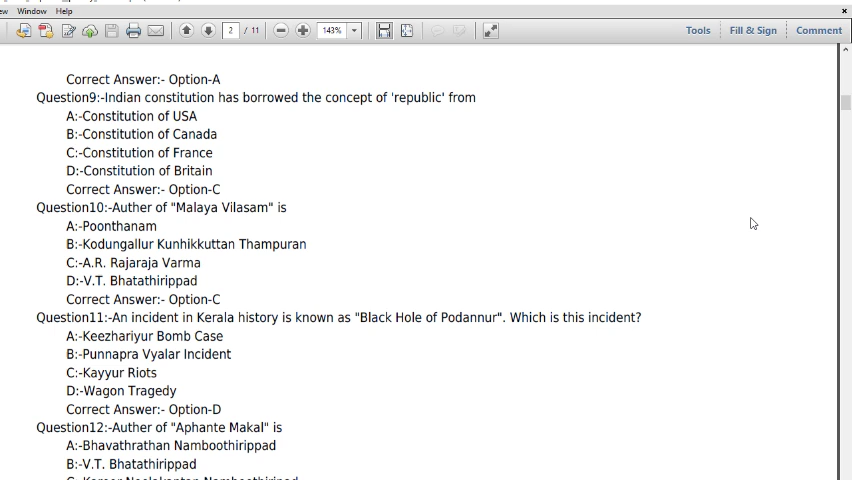 Window Help
2 / 11 143% Tools Fill & Sign Comment
Correct Answer:- Option-A
Question9:-Indian constitution has borrowed the concept of 'republic' from
A:-Constitution of USA
B:-Constitution of Canada
C:-Constitution of France
D:-Constitution of Britain
Correct Answer:- Option-C
Question10:-Auther of "Malaya Vilasam" is
A:-Poonthanam
B:-Kodungallur Kunhikkuttan Thampuran
C:-A.R. Rajaraja Varma
D:-V.T. Bhatathirippad
Correct Answer:- Option-C
Question11:-An incident in Kerala history is known as "Black Hole of Podannur". Which is this incident?
A:-Keezhariyur Bomb Case
B:-Punnapra Vyalar Incident
C:-Kayyur Riots
D:-Wagon Tragedy
Correct Answer:- Option-D
Question12:-Auther of "Aphante Makal" is
A:-Bhavathrathan Namboothirippad
B:-V.T. Bhatathirippad